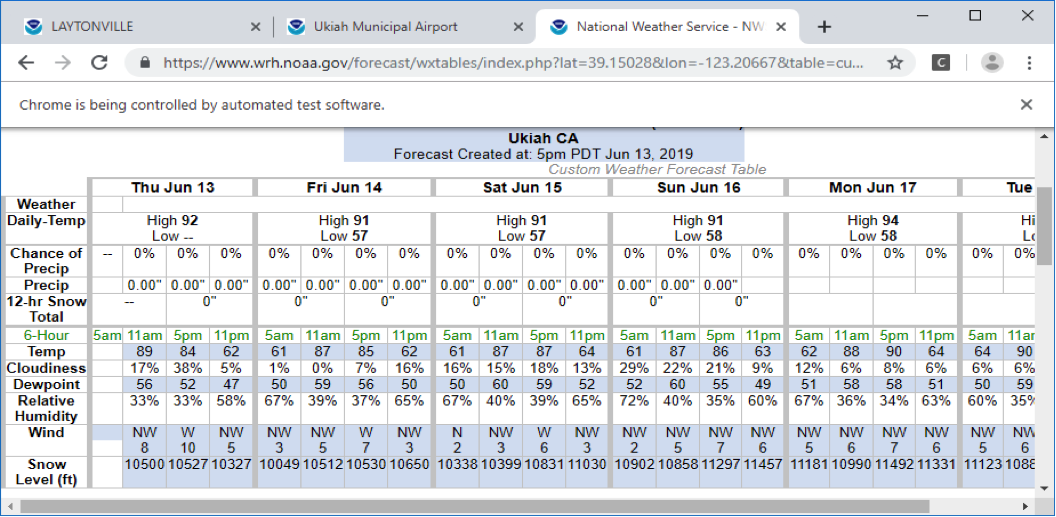 LAYTONVILLE
Ukiah Municipal Airport
National Weather Service - NW
https://www.wrh.noaa.gov/forecast/wxtables/index.php?lat=39.15028&lon=-123.20667&table=cu...
C
Chrome is being controlled by automated test software.
Ukiah CA
Forecast Created at: 5pm PDT Jun 13, 2019
Custom Weather Forecast Table
Thu Jun 13 Fri Jun 14 Sat Jun 15 Sun Jun 16 Mon Jun 17 Tue
Weather
Daily-Temp High 92 High 91 High 91 High 91 High 94 Hi
Low -- Low 57 Low 57 Low 58 Low 58
Chance of -- 0% 0% 0% 0% 0% 0% 0% 0% 0% 0% 0% 0% 0% 0% 0% 0% 0% 0% 0% 0% 0%
Precip
Precip 0.00" 0.00" 0.00" 0.00" 0.00" 0.00" 0.00" 0.00" 0.00" 0.00" 0.00" 0.00" 0.00" 0.00"
12-hr Snow -- 0" 0" 0" 0" 0" 0" 0"
Total
6-Hour 5am 11am 5pm 11pm 5am 11am 5pm 11pm 5am 11am 5pm 11pm 5am 11am 5pm 11pm 5am 11am 5pm 11pm 5am 11am
Temp 89 84 62 61 87 85 62 61 87 87 64 61 87 86 63 62 88 90 64 64 90
Cloudiness 17% 38% 5% 1% 0% 7% 16% 16% 15% 18% 13% 29% 22% 21% 9% 12% 6% 8% 6% 6% 6%
Dewpoint 56 52 47 50 59 56 50 50 60 59 52 52 60 55 49 51 58 58 51 50 59
Relative 33% 33% 58% 67% 39% 37% 65% 67% 40% 39% 65% 72% 40% 35% 60% 67% 36% 34% 63% 60% 35%
Humidity
Wind NW W NW NW NW W NW N NW W NW NW NW NW NW NW NW NW NW NW NW
8 10 5 3 5 7 3 2 3 6 3 2 5 7 6 5 6 7 6 5 6
Snow 10500 10527 10327 10049 10512 10530 10650 10338 10399 10831 11030 10902 10858 11297 11457 11181 10990 11492 11331 11123 1088
Level (ft)